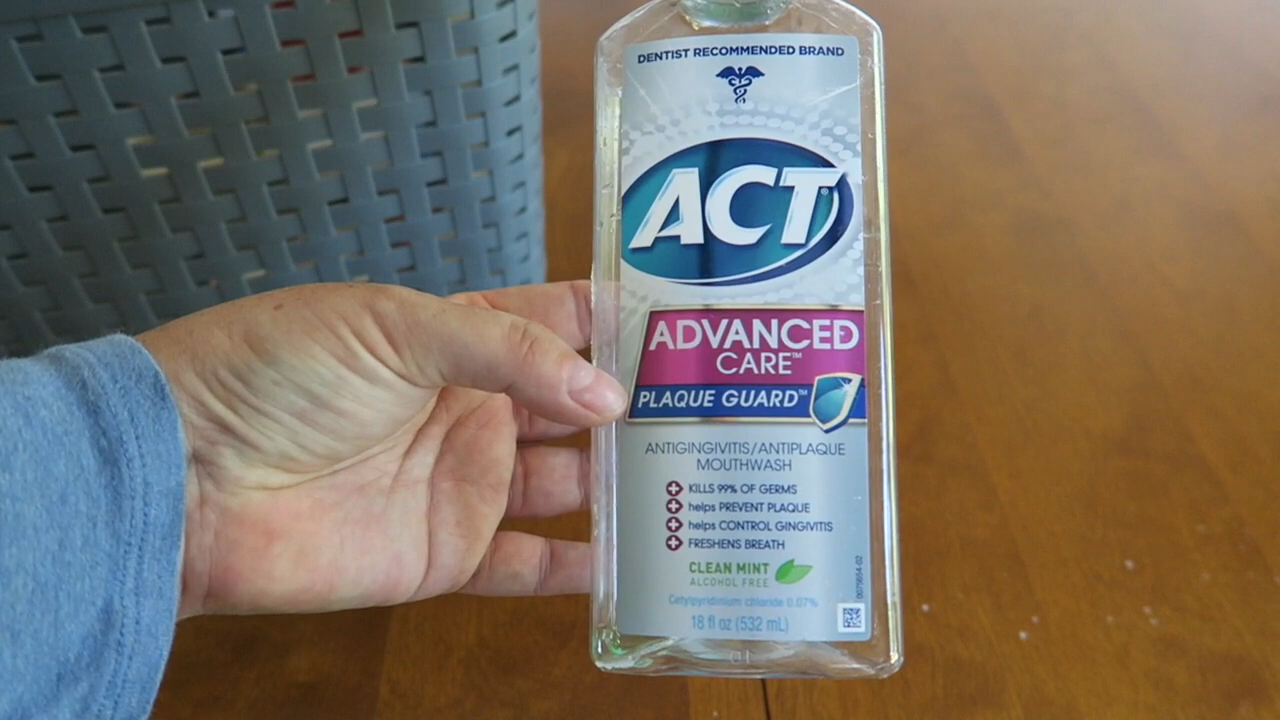 DENTIST RECOMMENDED BRAND
ACT®
ADVANCED
CARE™
PLAQUE GUARD™
ANTIGINGIVITIS/ANTIPLAQUE
MOUTHWASH
KILLS 99% OF GERMS
helps PREVENT PLAQUE
helps CONTROL GINGIVITIS
FRESHENS BREATH
CLEAN MINT
ALCOHOL FREE
Cetylpyridinium chloride 0.07%
18 fl oz (532 mL)